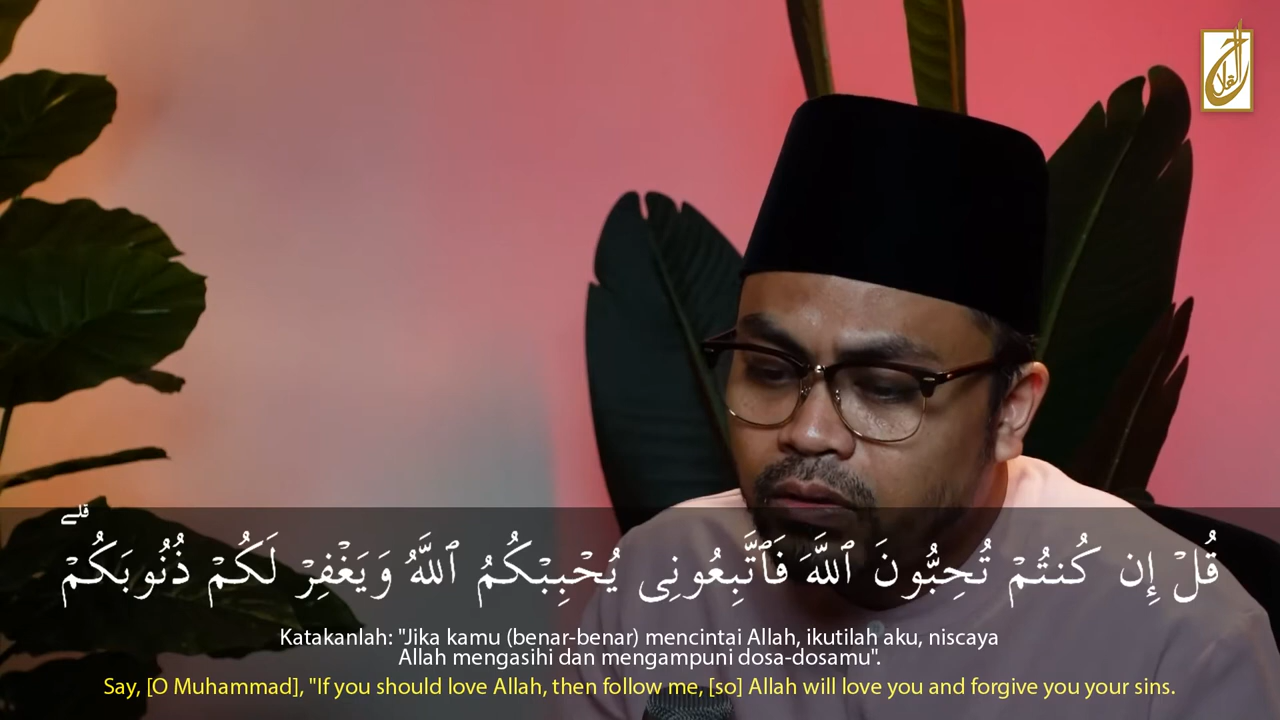 الفلاح
قُلْ إِن كُنتُمْ تُحِبُّونَ ٱللَّهَ فَٱتَّبِعُونِى يُحْبِبْكُمُ ٱللَّهُ وَيَغْفِرْ لَكُمْ ذُنُوبَكُمْ ۗ
Katakanlah: "Jika kamu (benar-benar) mencintai Allah, ikutilah aku, niscaya
Allah mengasihi dan mengampuni dosa-dosamu".
Say, [O Muhammad], "If you should love Allah, then follow me, [so] Allah will love you and forgive you your sins.